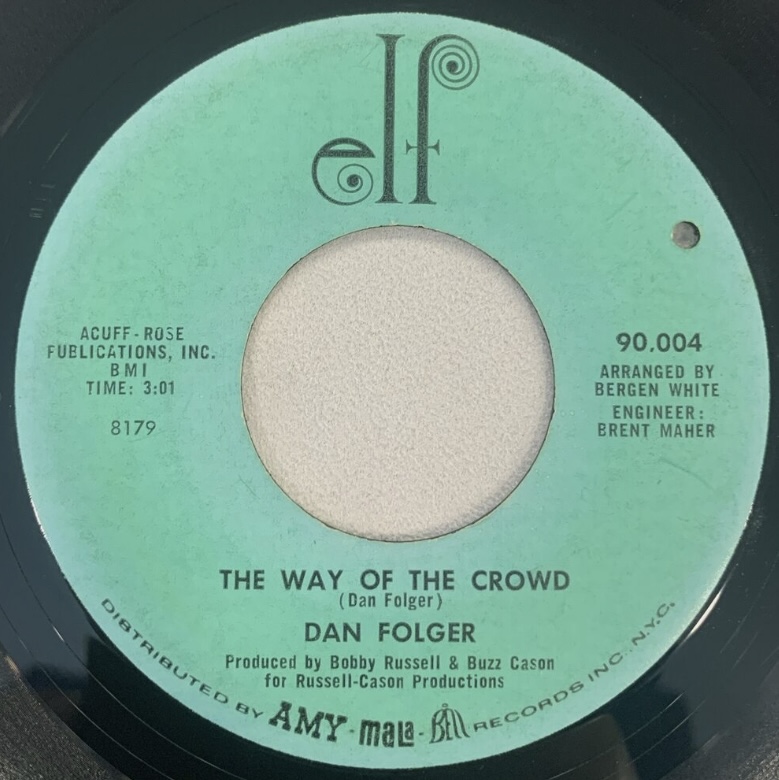 elf
ACUFF-ROSE
PUBLICATIONS, INC.
BMI
TIME: 3:01
8179
90.004
ARRANGED BY
BERGEN WHITE
ENGINEER:
BRENT MAHER
THE WAY OF THE CROWD
(Dan Folger)
DAN FOLGER
Produced by Bobby Russell & Buzz Cason
for Russell-Cason Productions
DISTRIBUTED BY AMY · mala · BELL RECORDS INC., N.Y.C.